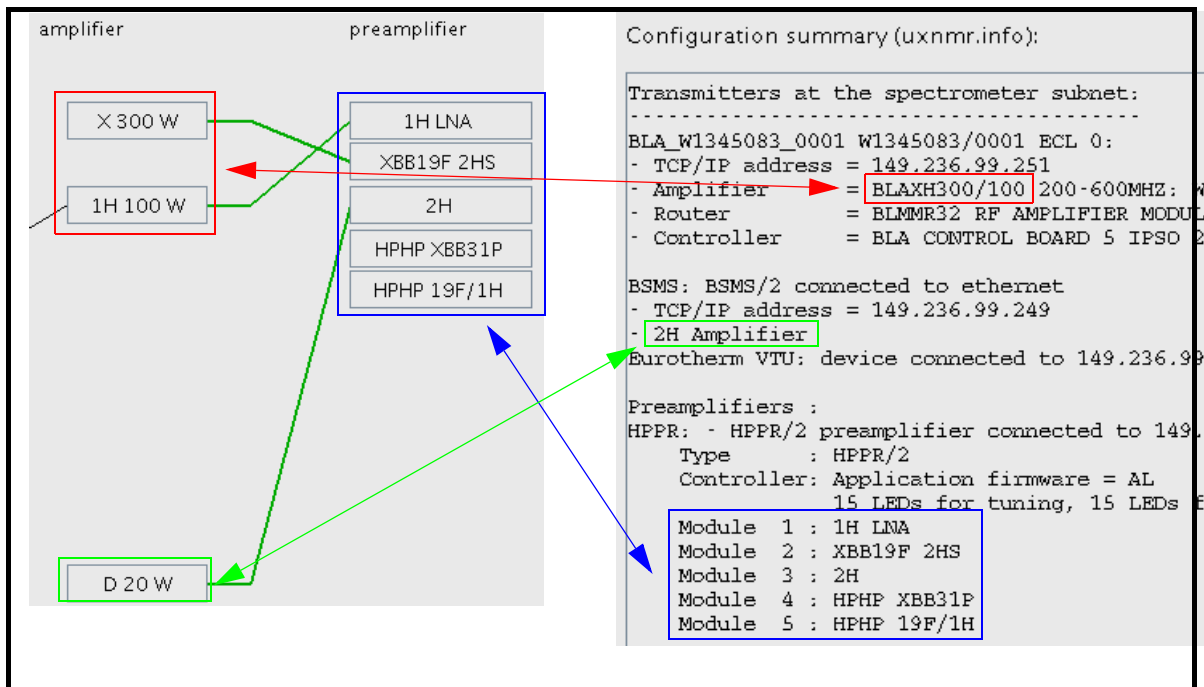 amplifier
preamplifier
X 300 W
1H 100 W
D 20 W
1H LNA
XBB19F 2HS
2H
HPHP XBB31P
HPHP 19F/1H
Configuration summary (uxnmr.info):
Transmitters at the spectrometer subnet:
----------------------------------------
BLA_W1345083_0001 W1345083/0001 ECL 0:
- TCP/IP address = 149.236.99.251
- Amplifier = BLAXH300/100 200-600MHZ: W
- Router = BLMMR32 RF AMPLIFIER MODUL
- Controller = BLA CONTROL BOARD 5 IPSO 2
BSMS: BSMS/2 connected to ethernet
- TCP/IP address = 149.236.99.249
- 2H Amplifier
Eurotherm VTU: device connected to 149.236.99
Preamplifiers :
HPPR: - HPPR/2 preamplifier connected to 149.
Type : HPPR/2
Controller: Application firmware = AL
15 LEDs for tuning, 15 LEDs f
Module 1 : 1H LNA
Module 2 : XBB19F 2HS
Module 3 : 2H
Module 4 : HPHP XBB31P
Module 5 : HPHP 19F/1H